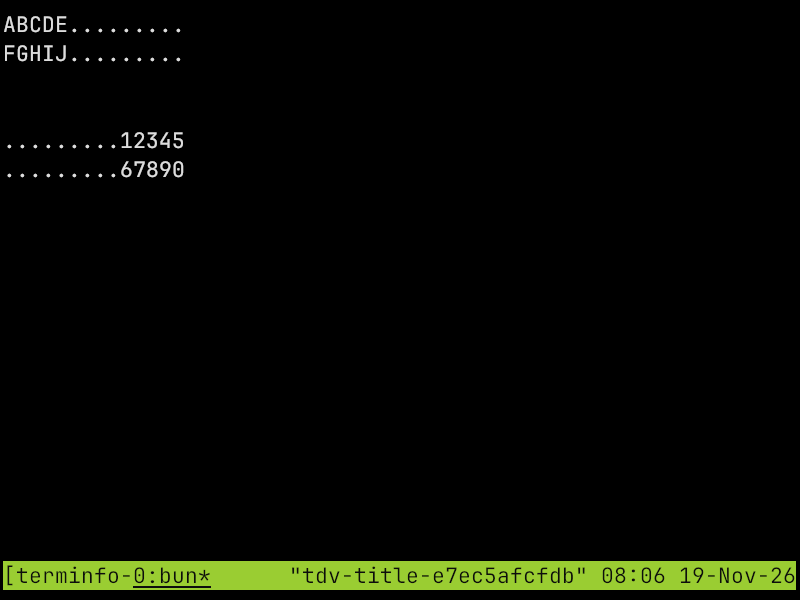 ABCDE.........
FGHIJ.........
.........12345
.........67890
[terminfo-0:bun*      "tdv-title-e7ec5afcfdb" 08:06 19-Nov-26